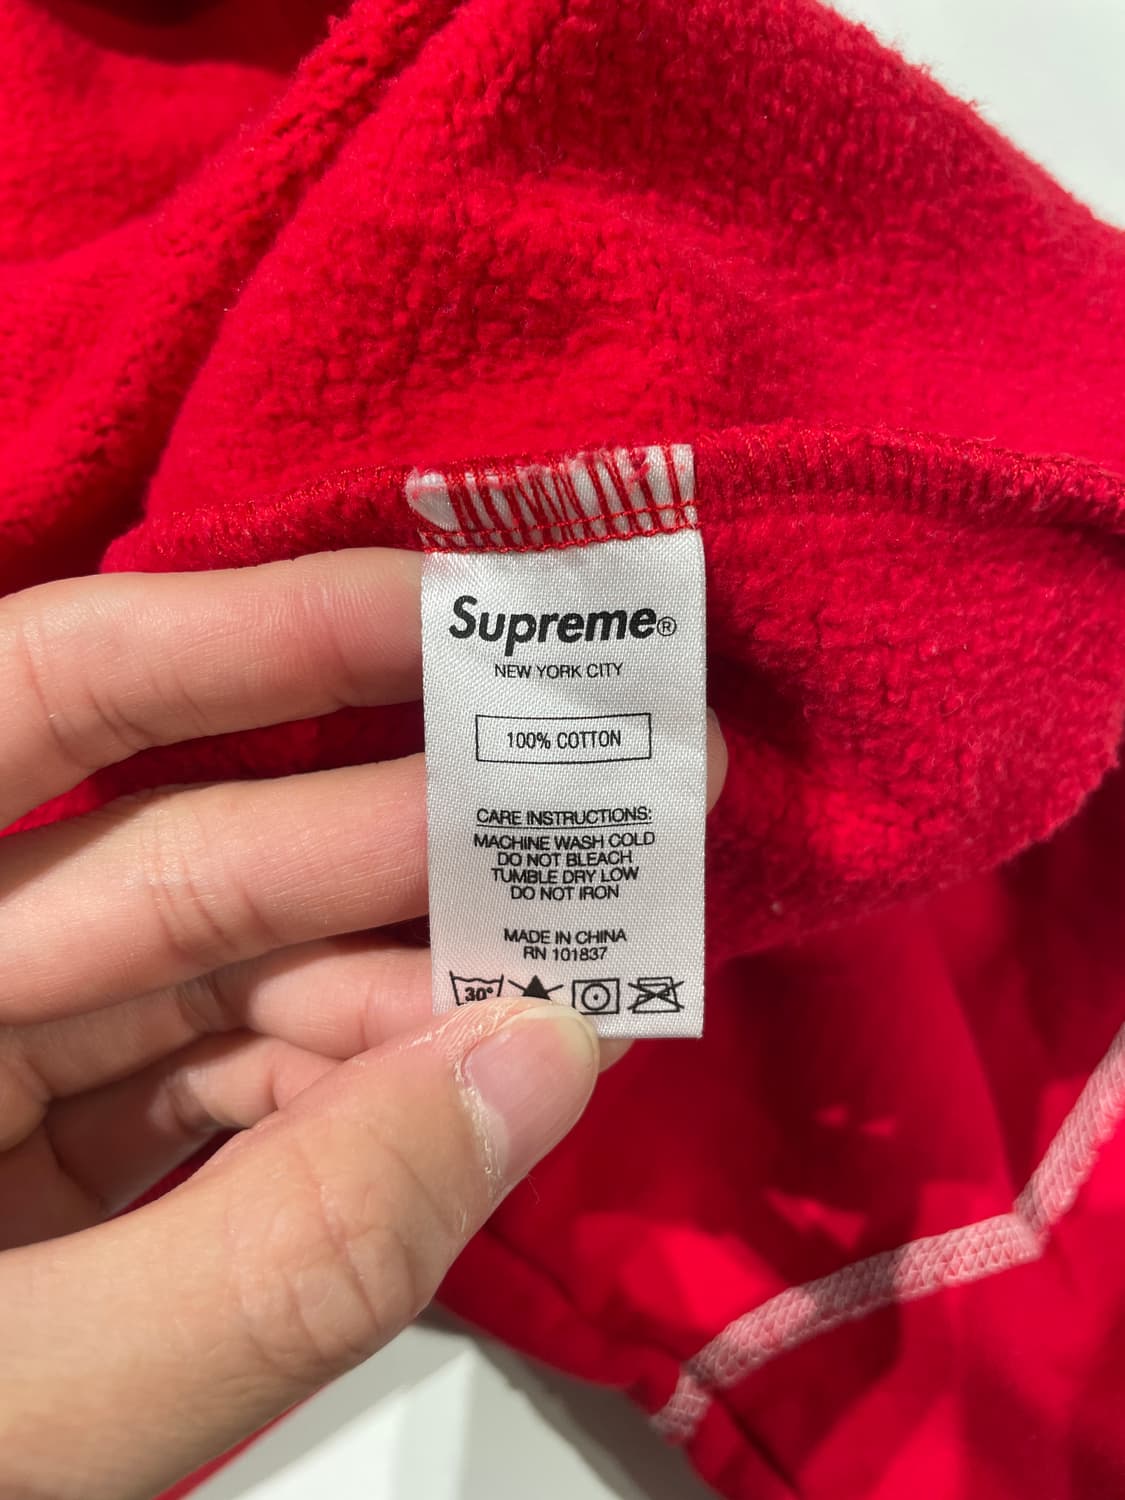 Supreme®
NEW YORK CITY
100% COTTON
CARE INSTRUCTIONS:
MACHINE WASH COLD
DO NOT BLEACH
TUMBLE DRY LOW
DO NOT IRON
MADE IN CHINA
RN 101837
30°